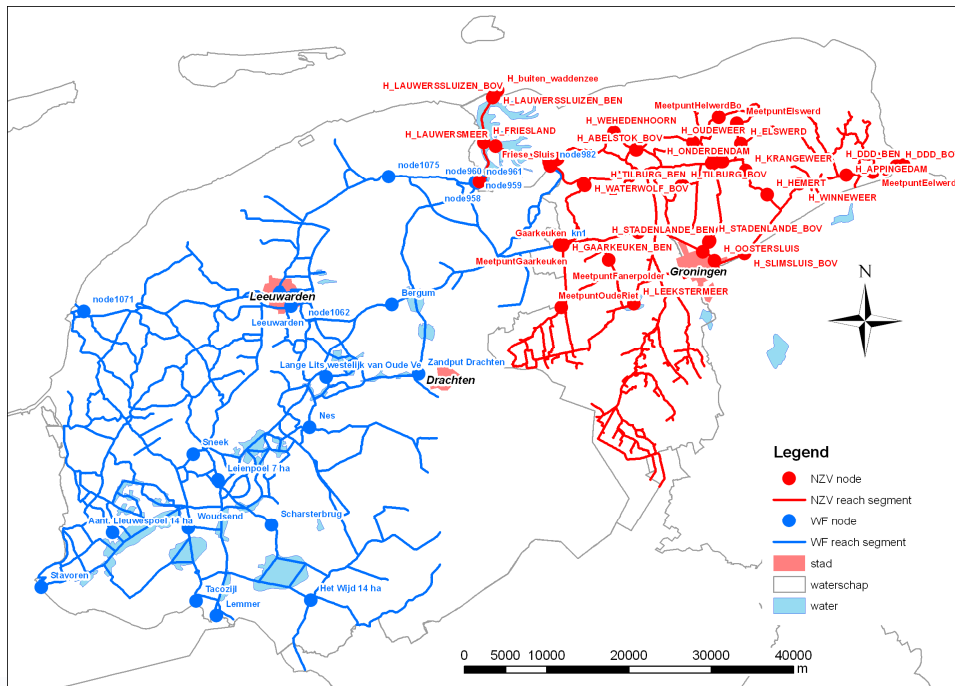 H_buiten_waddenzee
H_LAUWERSSLUIZEN_BOV
H_LAUWERSSLUIZEN_BEN
MeetpuntHelwerdBo
MeetpuntElswerd
H_WEHEDENHOORN
H_LAUWERSMEER
H_FRIESLAND
H_ABELSTOK_BOV
H_OUDEWEER
H_ELSWERD
H_ONDERDENDAM
Friese_Sluis
node982
H_KRANGEWEER
H_DDD_BEN
H_DDD_BO
node1075
node960
node961
H_TILBURG_BEN
H_TILBURG_BOV
H_APPINGEDAM
node959
H_WATERWOLF_BOV
H_HEMERT
MeetpuntEelwerd
node958
H_WINNEWEER
Gaarkeuken
kn1
H_STADENLANDE_BEN
H_STADENLANDE_BOV
H_GAARKEUKEN_BEN
H_OOSTERSLUIS
MeetpuntGaarkeuken
H_SLIMSLUIS_BOV
MeetpuntFanerpolder
Groningen
N
Leeuwarden
Bergum
MeetpuntOudeRiet
H_LEEKSTERMEER
node1071
node1062
Leeuwarden
Lange Lits westelijk van Oude Ve
Zandput Drachten
Drachten
Nes
Sneek
Leienpoel 7 ha
Woudsend
Aant. Lieuwespoel 14 ha
Scharsterbrug
Stavoren
Tacozijl
Het Wijd 14 ha
Lemmer
Legend
NZV node
NZV reach segment
WF node
WF reach segment
stad
waterschap
water
0 5000 10000 20000 30000 40000
m